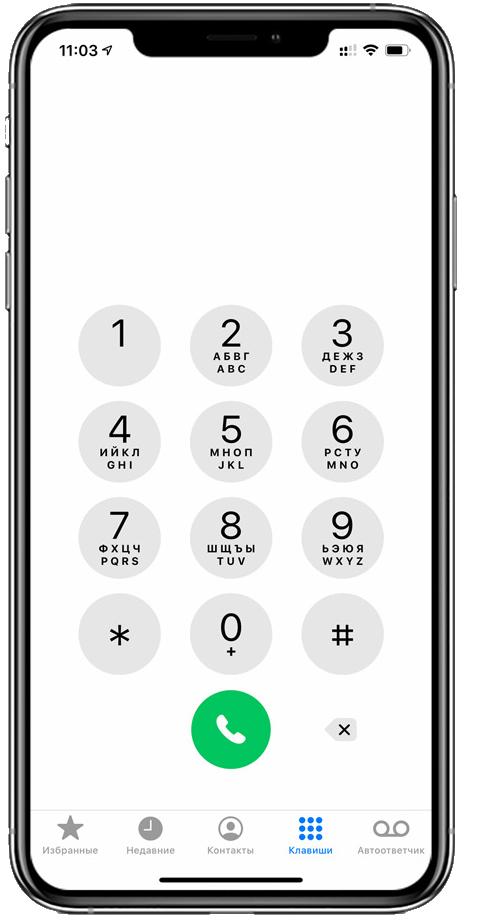 11:03
1 2 3
АБВГ ДЕЖЗ
ABC DEF
4 5 6
ИЙКЛ МНОП РСТУ
GHI JKL MNO
7 8 9
ФХЦЧ ШЩЪЫ ЬЭЮЯ
PQRS TUV WXYZ
* 0 #
+
Избранные Недавние Контакты Клавиши Автоответчик